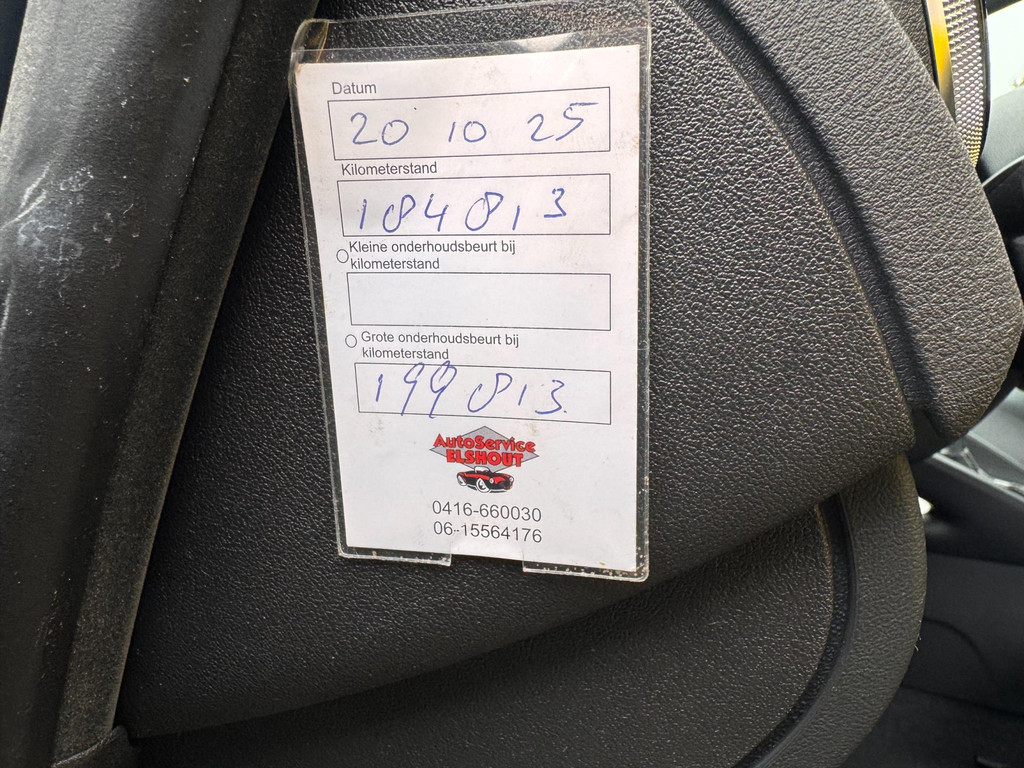 Datum
20 10 25
Kilometerstand
184813
Kleine onderhoudsbeurt bij
kilometerstand
Grote onderhoudsbeurt bij
kilometerstand
199813
AutoService
ELSHOUT
0416-660030
06-15564176